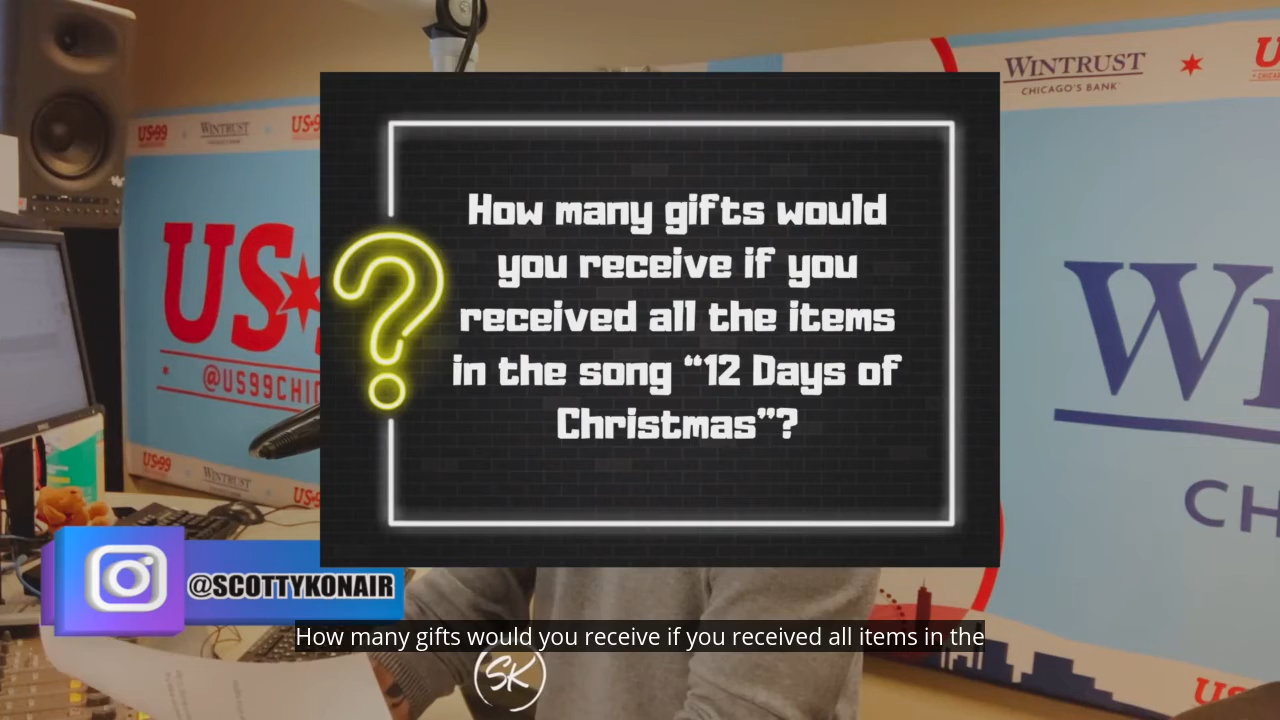 WINTRUST
CHICAGO'S BANK
US99
WINTRUST
US9
How many gifts would
you receive if you
received all the items
in the song “12 Days of
Christmas”?
US
@US99CHI
US99
WINTRUST
US
CH
@SCOTTYKONAIR
How many gifts would you receive if you received all items in the
SK